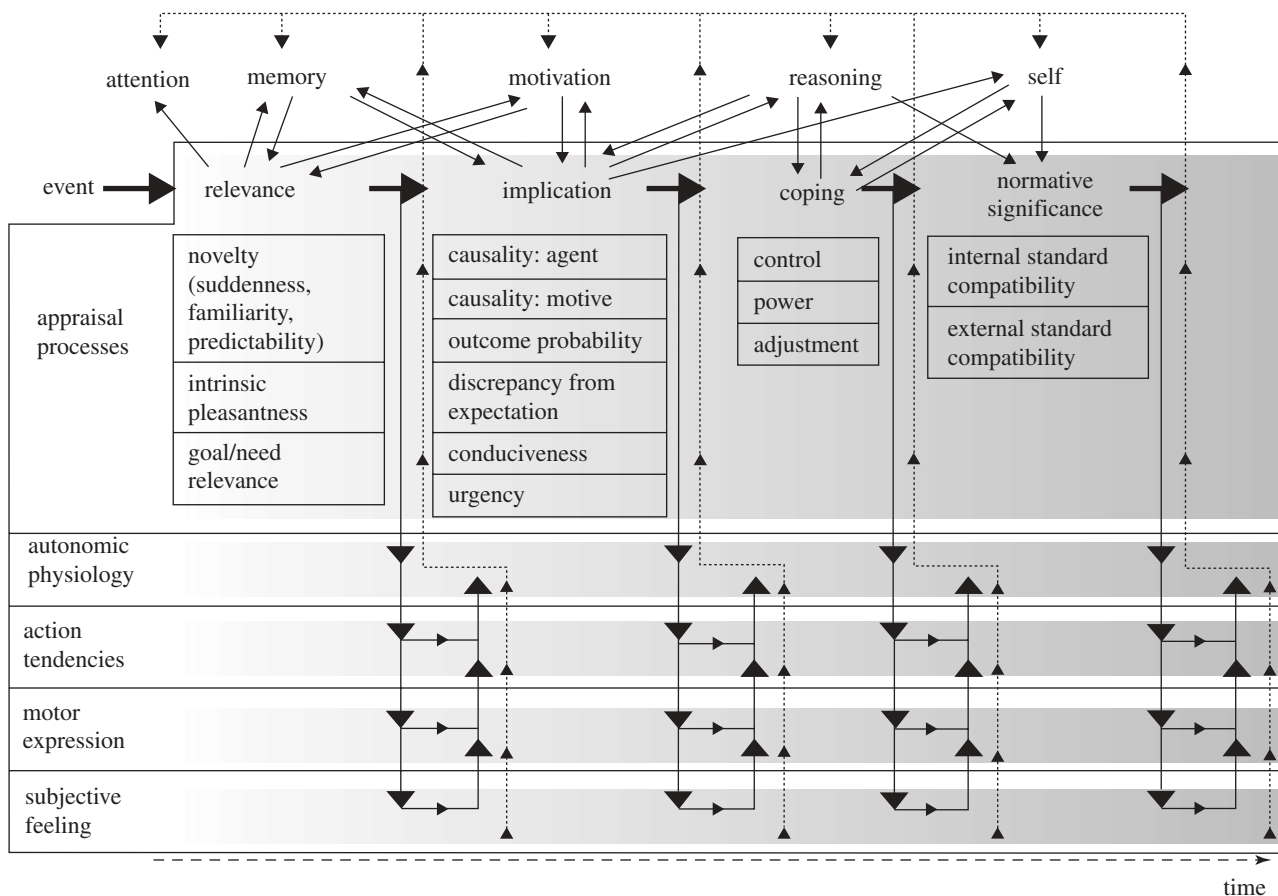 attention
memory
motivation
reasoning
self
event
relevance
implication
coping
normative
significance
appraisal
processes
novelty
(suddenness,
familiarity,
predictability)
intrinsic
pleasantness
goal/need
relevance
causality: agent
causality: motive
outcome probability
discrepancy from
expectation
conduciveness
urgency
control
power
adjustment
internal standard
compatibility
external standard
compatibility
autonomic
physiology
action
tendencies
motor
expression
subjective
feeling
time